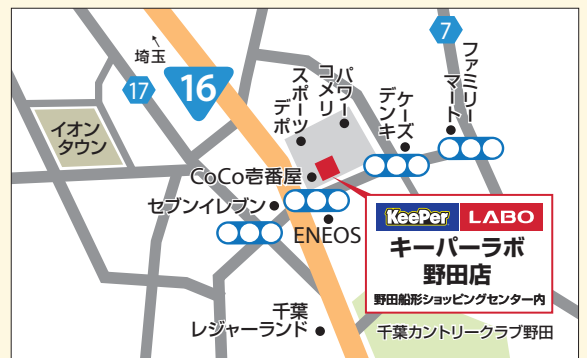 埼玉
17
16
7
イオン
タウン
スポーツ
デポ
パワー
コメリ
ケーズ
デンキ
ファミリー
マート
CoCo壱番屋
セブンイレブン
ENEOS
KeePer LABO
キーパーラボ
野田店
野田船形ショッピングセンター内
千葉
レジャーランド
千葉カントリークラブ野田